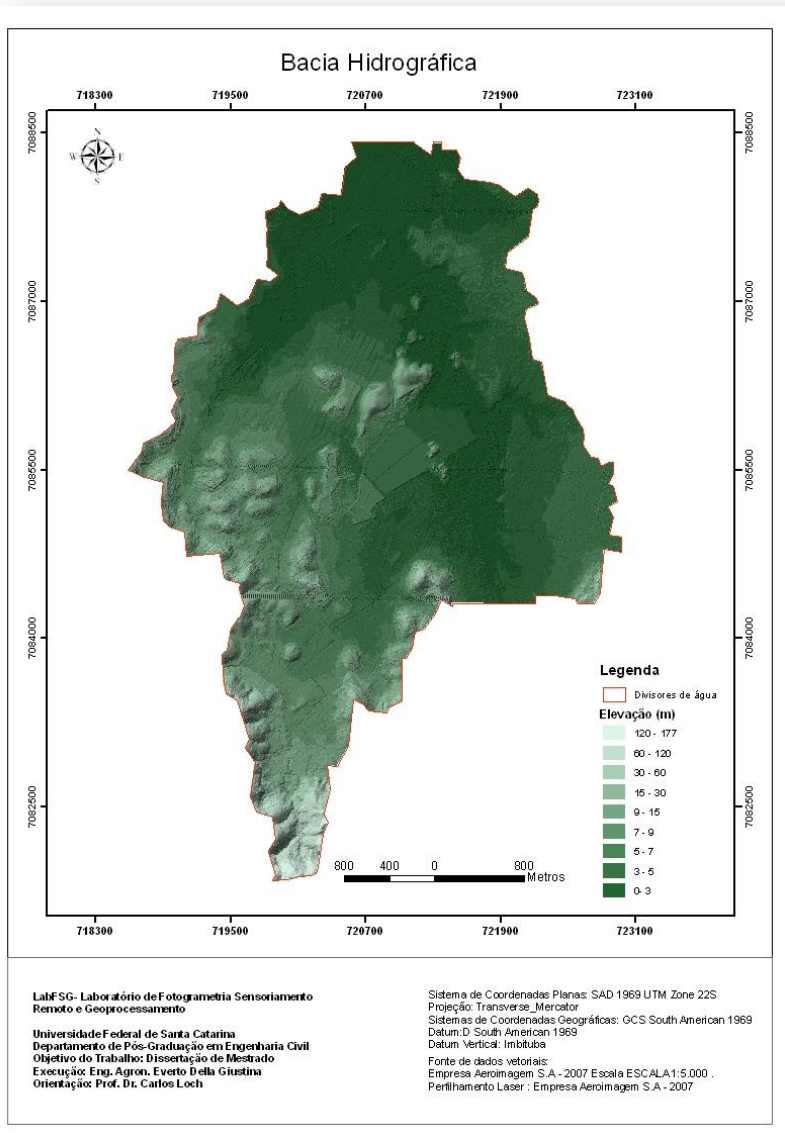 Bacia Hidrográfica
718300 719500 720700 721900 723100
7088500 7088500
N
W E
S
7087000 7087000
7085500 7085500
7084000 7084000
Legenda
Divisores de água
Elevação (m)
120 - 177
60 - 120
30 - 60
15 - 30
9 - 15
7 - 9
5 - 7
3 - 5
0- 3
7082500 7082500
800 400 0 800
Metros
718300 719500 720700 721900 723100
LabFSG- Laboratório de Fotogrametria Sensoriamento
Remoto e Geoprocessamento
Universidade Federal de Santa Catarina
Departamento de Pós-Graduação em Engenharia Civil
Objetivo do Trabalho: Dissertação de Mestrado
Execução: Eng. Agron. Everto Della Giustina
Orientação: Prof. Dr. Carlos Loch
Sistema de Coordenadas Planas: SAD 1969 UTM Zone 22S
Projeção: Transverse_Mercator
Sistemas de Coordenadas Geográficas: GCS South American 1969
Datum:D South American 1969
Datum Vertical: Imbituba
Fonte de dados vetoriais:
Empresa Aeroimagem S.A - 2007 Escala ESCALA 1:5.000 .
Perfilhamento Laser : Empresa Aeroimagem S.A - 2007